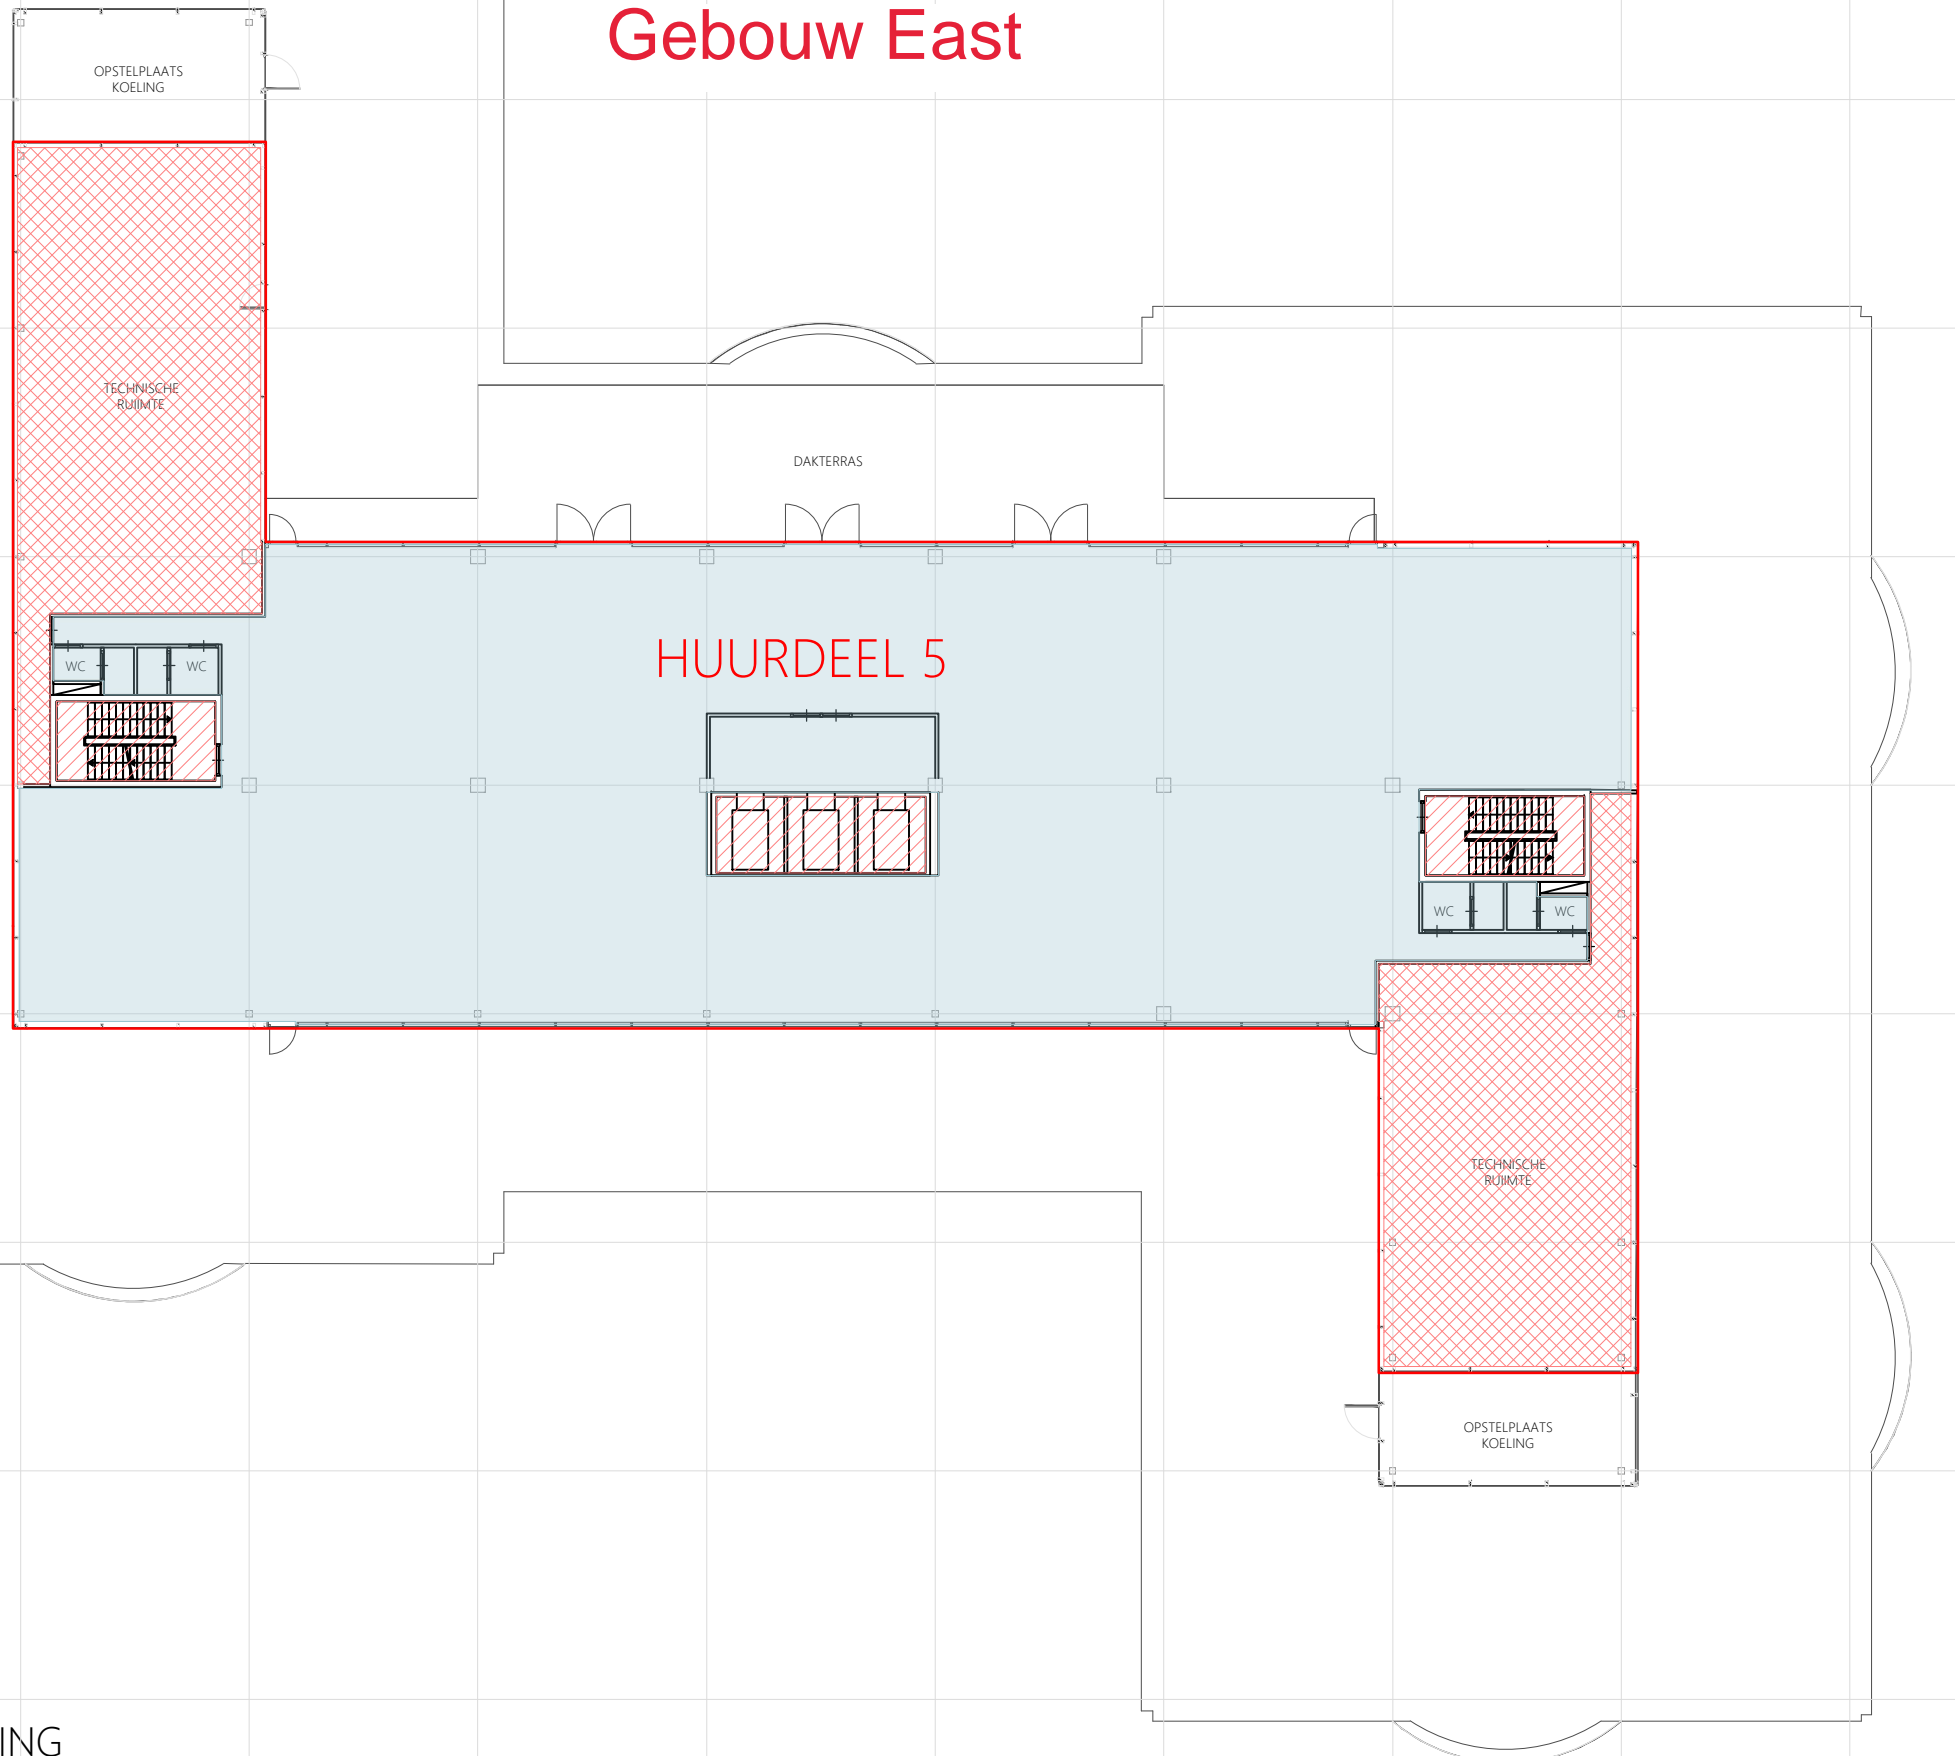 Gebouw East
OPSTELPLAATS
KOELING
TECHNISCHE
RUIMTE
DAKTERRAS
HUURDEEL 5
WC
WC
WC
WC
TECHNISCHE
RUIMTE
OPSTELPLAATS
KOELING
ING